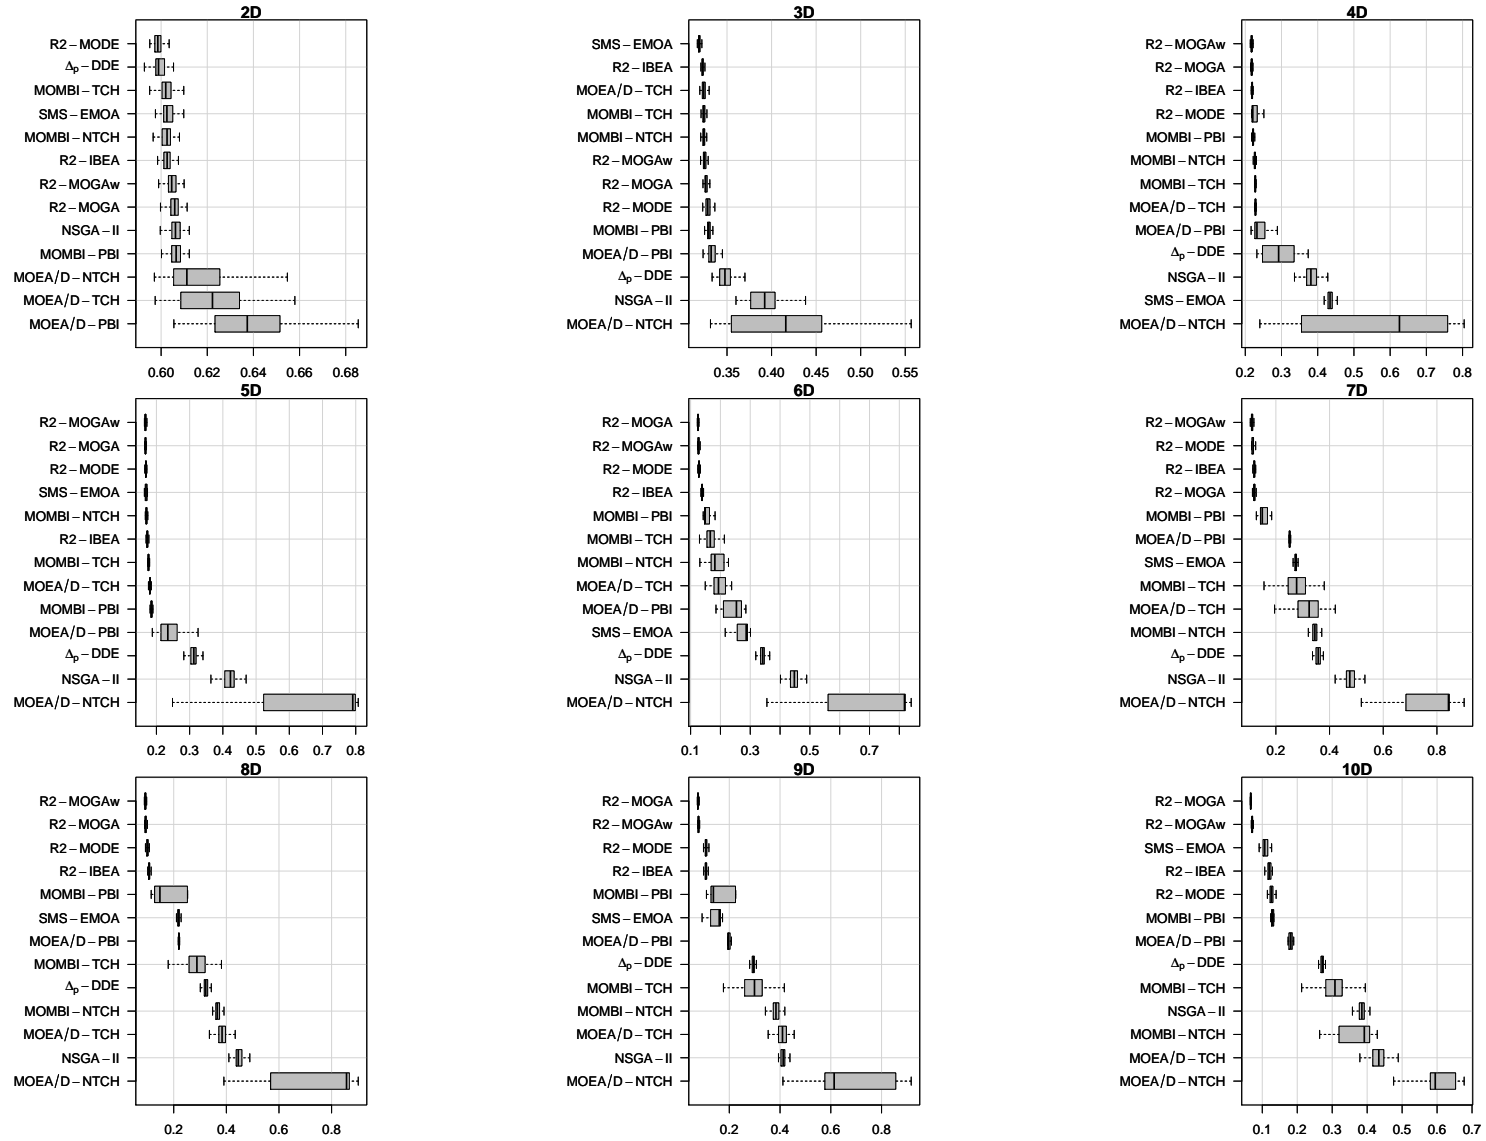 2D
R2−MODE
Δp−DDE
MOMBI−TCH
SMS−EMOA
MOMBI−NTCH
R2−IBEA
R2−MOGAw
R2−MOGA
NSGA−II
MOMBI−PBI
MOEA/D−NTCH
MOEA/D−TCH
MOEA/D−PBI
0.60 0.62 0.64 0.66 0.68
3D
SMS−EMOA
R2−IBEA
MOEA/D−TCH
MOMBI−TCH
MOMBI−NTCH
R2−MOGAw
R2−MOGA
R2−MODE
MOMBI−PBI
MOEA/D−PBI
Δp−DDE
NSGA−II
MOEA/D−NTCH
0.35 0.40 0.45 0.50 0.55
4D
R2−MOGAw
R2−MOGA
R2−IBEA
R2−MODE
MOMBI−PBI
MOMBI−NTCH
MOMBI−TCH
MOEA/D−TCH
MOEA/D−PBI
Δp−DDE
NSGA−II
SMS−EMOA
MOEA/D−NTCH
0.2 0.3 0.4 0.5 0.6 0.7 0.8
5D
R2−MOGAw
R2−MOGA
R2−MODE
SMS−EMOA
MOMBI−NTCH
R2−IBEA
MOMBI−TCH
MOEA/D−TCH
MOMBI−PBI
MOEA/D−PBI
Δp−DDE
NSGA−II
MOEA/D−NTCH
0.2 0.3 0.4 0.5 0.6 0.7 0.8
6D
R2−MOGA
R2−MOGAw
R2−MODE
R2−IBEA
MOMBI−PBI
MOMBI−TCH
MOMBI−NTCH
MOEA/D−TCH
MOEA/D−PBI
SMS−EMOA
Δp−DDE
NSGA−II
MOEA/D−NTCH
0.1 0.3 0.5 0.7
7D
R2−MOGAw
R2−MODE
R2−IBEA
R2−MOGA
MOMBI−PBI
MOEA/D−PBI
SMS−EMOA
MOMBI−TCH
MOEA/D−TCH
MOMBI−NTCH
Δp−DDE
NSGA−II
MOEA/D−NTCH
0.2 0.4 0.6 0.8
8D
R2−MOGAw
R2−MOGA
R2−MODE
R2−IBEA
MOMBI−PBI
SMS−EMOA
MOEA/D−PBI
MOMBI−TCH
Δp−DDE
MOMBI−NTCH
MOEA/D−TCH
NSGA−II
MOEA/D−NTCH
0.2 0.4 0.6 0.8
9D
R2−MOGA
R2−MOGAw
R2−MODE
R2−IBEA
MOMBI−PBI
SMS−EMOA
MOEA/D−PBI
Δp−DDE
MOMBI−TCH
MOMBI−NTCH
MOEA/D−TCH
NSGA−II
MOEA/D−NTCH
0.2 0.4 0.6 0.8
10D
R2−MOGA
R2−MOGAw
SMS−EMOA
R2−IBEA
R2−MODE
MOMBI−PBI
MOEA/D−PBI
Δp−DDE
MOMBI−TCH
NSGA−II
MOMBI−NTCH
MOEA/D−TCH
MOEA/D−NTCH
0.1 0.2 0.3 0.4 0.5 0.6 0.7